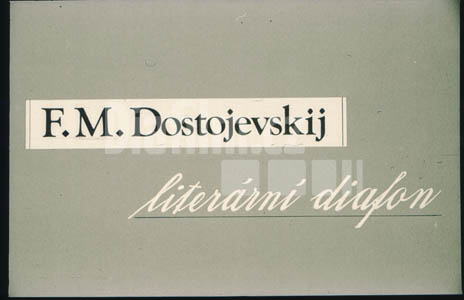 F. M. Dostojevskij
literární diafon